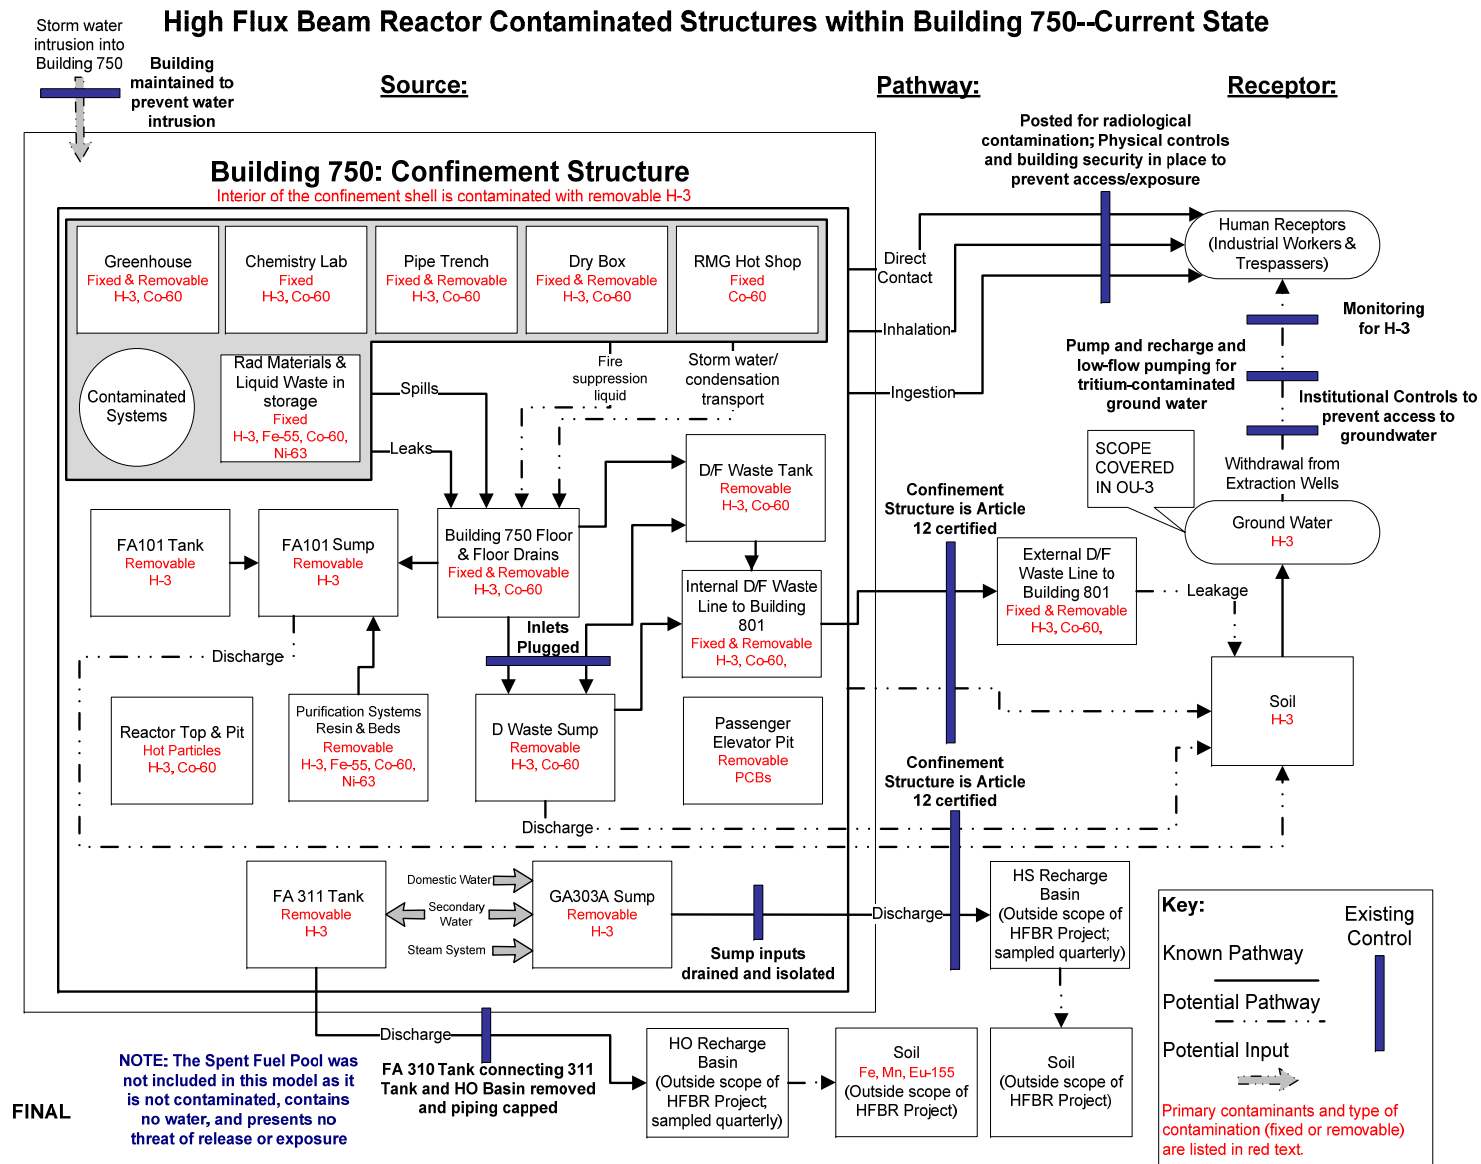 High Flux Beam Reactor Contaminated Structures within Building 750--Current State
Storm water
intrusion into
Building 750
Building
maintained to
prevent water
intrusion
Source:
Pathway:
Receptor:
Posted for radiological
contamination; Physical controls
and building security in place to
prevent access/exposure
Building 750: Confinement Structure
Interior of the confinement shell is contaminated with removable H-3
Greenhouse
Fixed & Removable
H-3, Co-60
Chemistry Lab
Fixed
H-3, Co-60
Pipe Trench
Fixed & Removable
H-3, Co-60
Dry Box
Fixed & Removable
H-3, Co-60
RMG Hot Shop
Fixed
Co-60
Direct
Contact
Inhalation
Ingestion
Human Receptors
(Industrial Workers &
Trespassers)
Monitoring
for H-3
Pump and recharge and
low-flow pumping for
tritium-contaminated
ground water
Institutional Controls to
prevent access to
groundwater
Contaminated
Systems
Rad Materials &
Liquid Waste in
storage
Fixed
H-3, Fe-55, Co-60,
Ni-63
Spills
Leaks
Fire
suppression
liquid
Storm water/
condensation
transport
SCOPE
COVERED
IN OU-3
Withdrawal from
Extraction Wells
Ground Water
H-3
D/F Waste Tank
Removable
H-3, Co-60
Confinement
Structure is Article
12 certified
FA101 Tank
Removable
H-3
FA101 Sump
Removable
H-3
Building 750 Floor
& Floor Drains
Fixed & Removable
H-3, Co-60
Internal D/F Waste
Line to Building
801
Fixed & Removable
H-3, Co-60,
External D/F
Waste Line to
Building 801
Fixed & Removable
H-3, Co-60,
Leakage
Inlets
Plugged
Discharge
Reactor Top & Pit
Hot Particles
H-3, Co-60
Purification Systems
Resin & Beds
Removable
H-3, Fe-55, Co-60,
Ni-63
D Waste Sump
Removable
H-3, Co-60
Passenger
Elevator Pit
Removable
PCBs
Soil
H-3
Confinement
Structure is Article
12 certified
Discharge
FA 311 Tank
Removable
H-3
Domestic Water
Secondary
Water
Steam System
GA303A Sump
Removable
H-3
Sump inputs
drained and isolated
Discharge
HS Recharge
Basin
(Outside scope of
HFBR Project;
sampled quarterly)
Discharge
FA 310 Tank connecting 311
Tank and HO Basin removed
and piping capped
HO Recharge
Basin
(Outside scope of
HFBR Project;
sampled quarterly)
Soil
Fe, Mn, Eu-155
(Outside scope of
HFBR Project)
Soil
(Outside scope of
HFBR Project)
NOTE: The Spent Fuel Pool was
not included in this model as it
is not contaminated, contains
no water, and presents no
threat of release or exposure
FINAL
Key:
Existing
Control
Known Pathway
Potential Pathway
Potential Input
Primary contaminants and type of
contamination (fixed or removable)
are listed in red text.